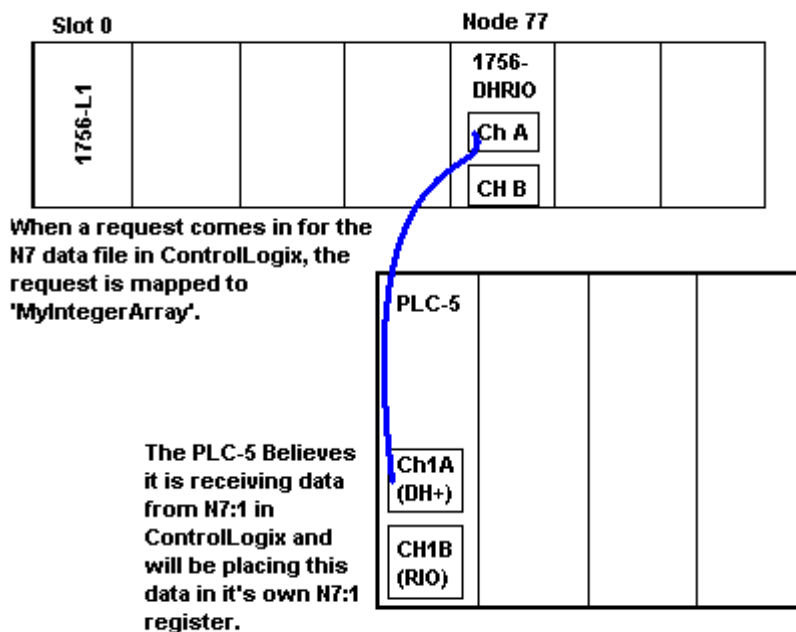 Slot 0
Node 77
1756-L1
1756-
DHRIO
Ch A
CH B
When a request comes in for the
N7 data file in ControlLogix, the
request is mapped to
'MyIntegerArray'.
PLC-5
The PLC-5 Believes
it is receiving data
from N7:1 in
ControlLogix and
will be placing this
data in it's own N7:1
register.
Ch1A
(DH+)
CH1B
(RIO)